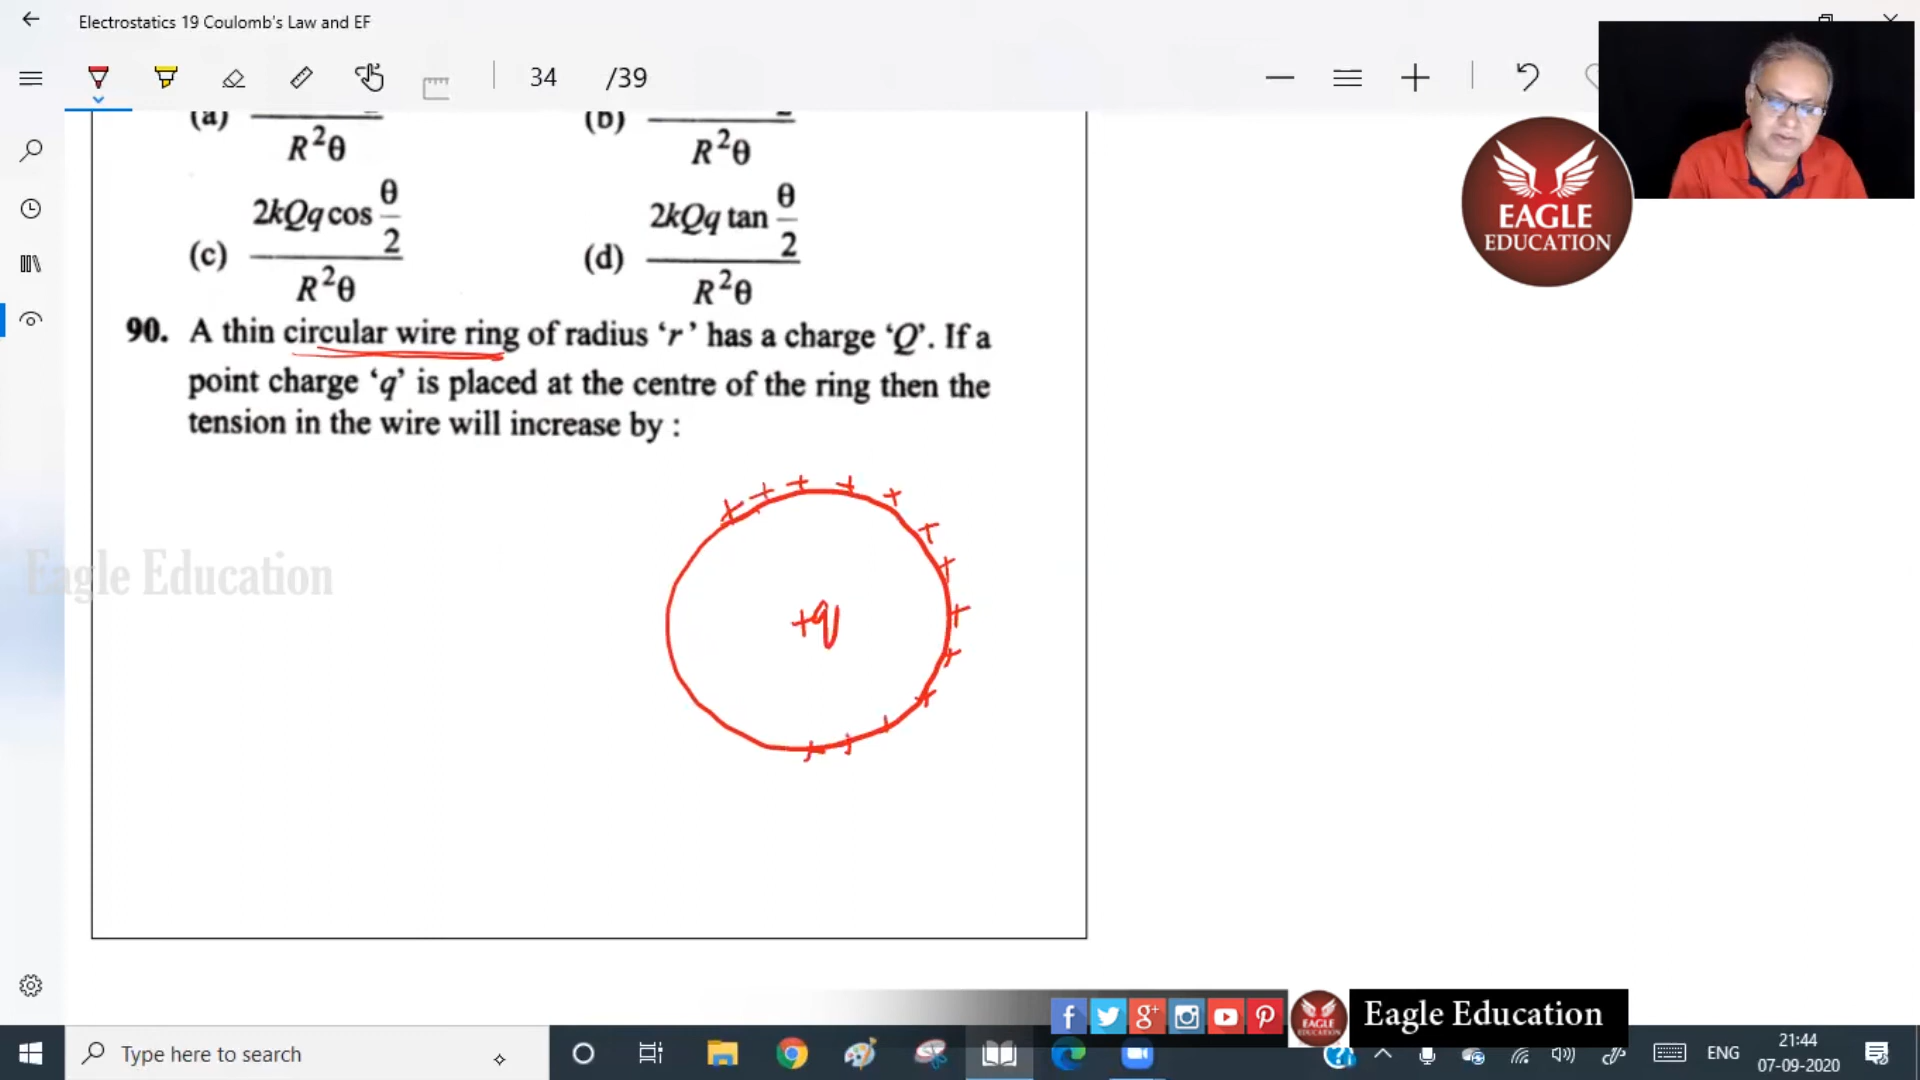 Electrostatics 19 Coulomb's Law and EF
34 /39
(a) R²θ
(b) R²θ
(c) 2kQq cos θ/2
R²θ
(d) 2kQq tan θ/2
R²θ
EAGLE
EDUCATION
90. A thin circular wire ring of radius ‘r’ has a charge ‘Q’. If a
point charge ‘q’ is placed at the centre of the ring then the
tension in the wire will increase by :
+ + + + + + + + + + + + +
+q
Eagle Education
EAGLE
EDUCATION
Eagle Education
Type here to search
ENG
21:44
07-09-2020